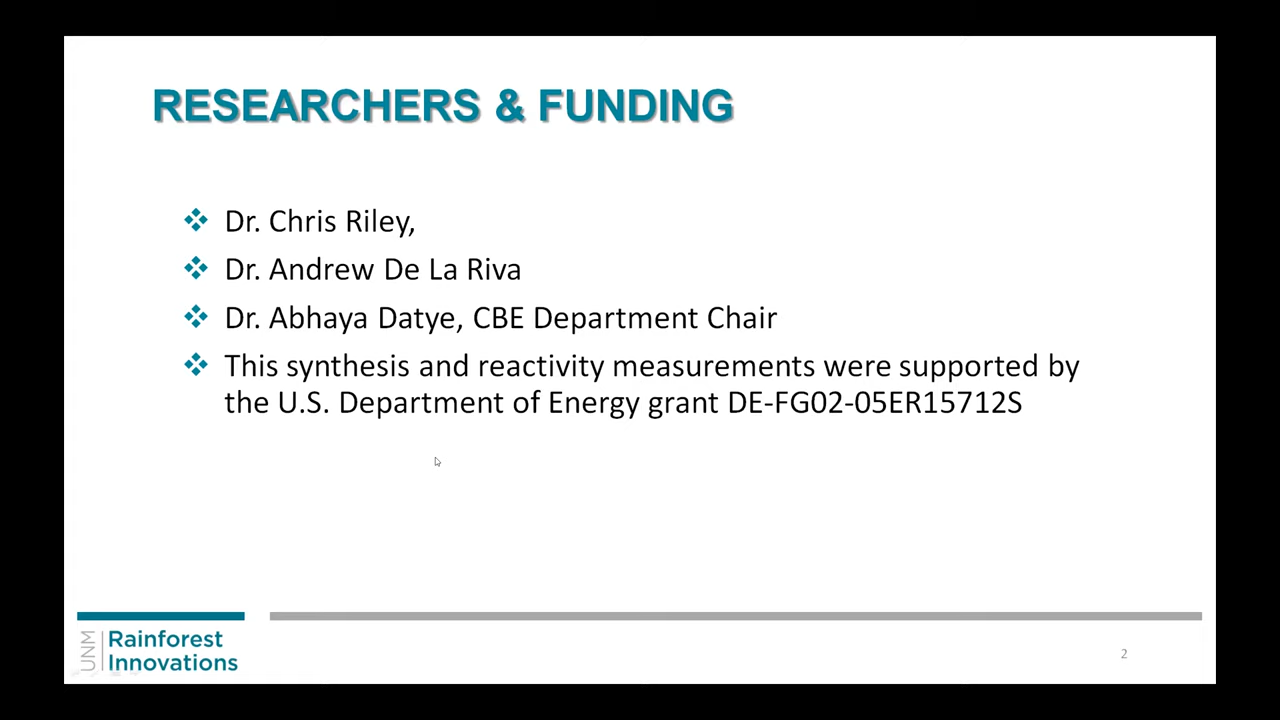 RESEARCHERS & FUNDING
Dr. Chris Riley,
Dr. Andrew De La Riva
Dr. Abhaya Datye, CBE Department Chair
This synthesis and reactivity measurements were supported by
the U.S. Department of Energy grant DE-FG02-05ER15712S
UNM
Rainforest
Innovations
2